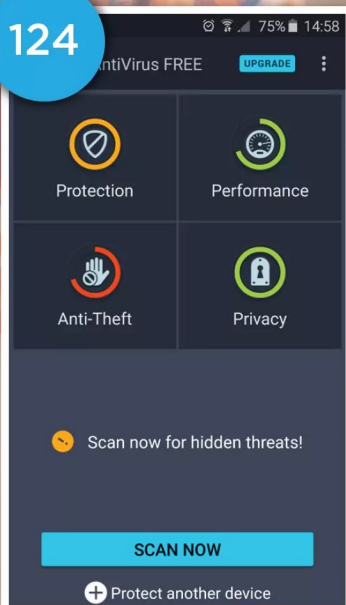 124
75% 14:58
AntiVirus FREE UPGRADE
Protection Performance
Anti-Theft Privacy
Scan now for hidden threats!
SCAN NOW
Protect another device